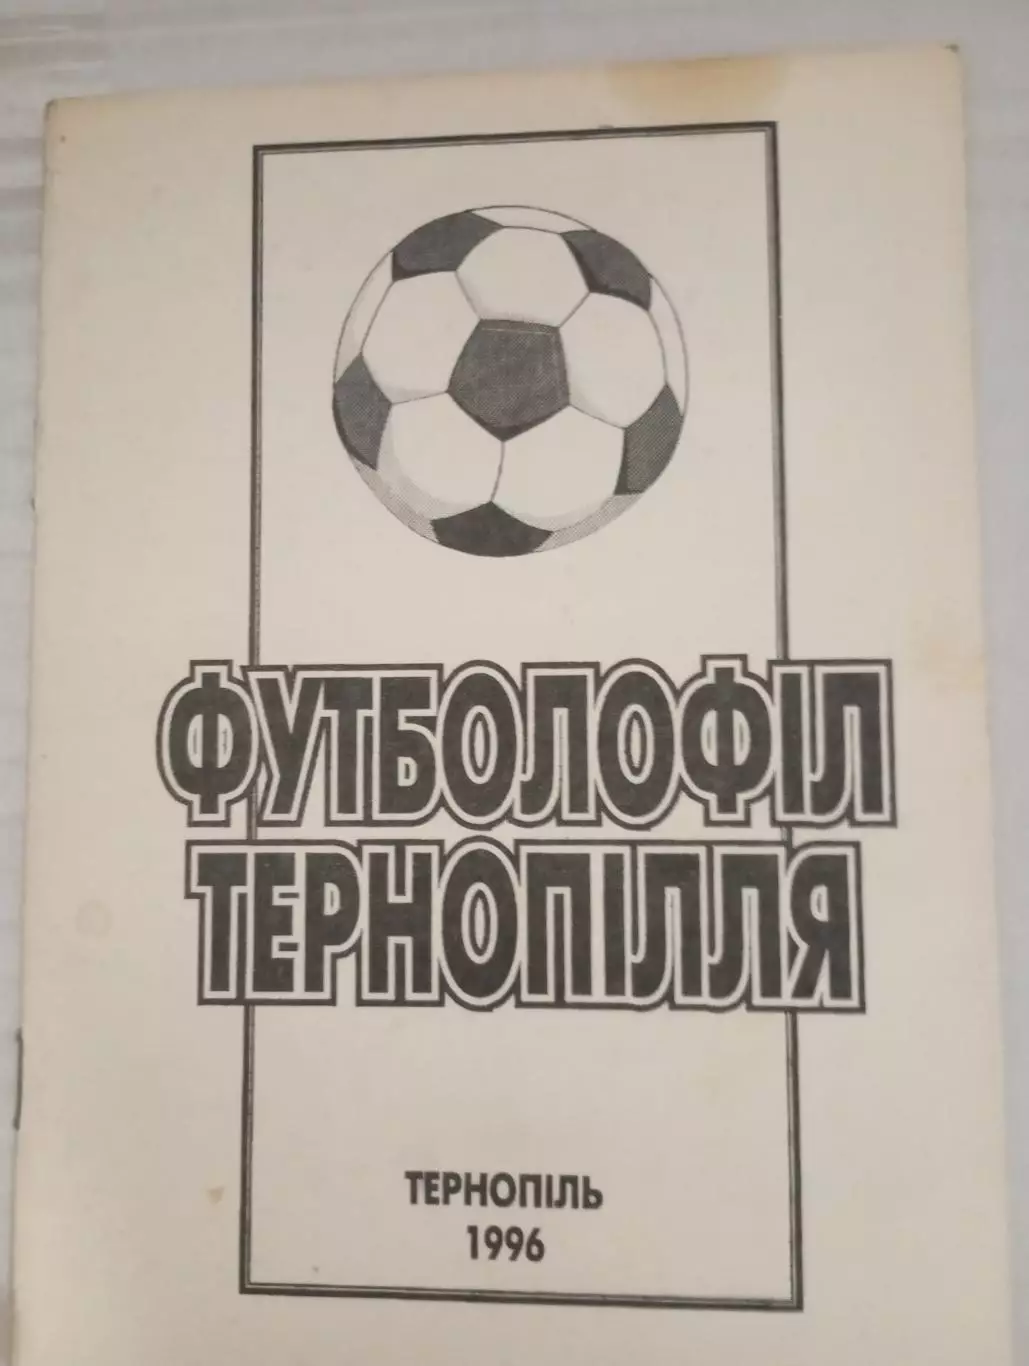 ФУТБОЛОФІЛ
ТЕРНОПІЛЛЯ
ТЕРНОПІЛЬ
1996